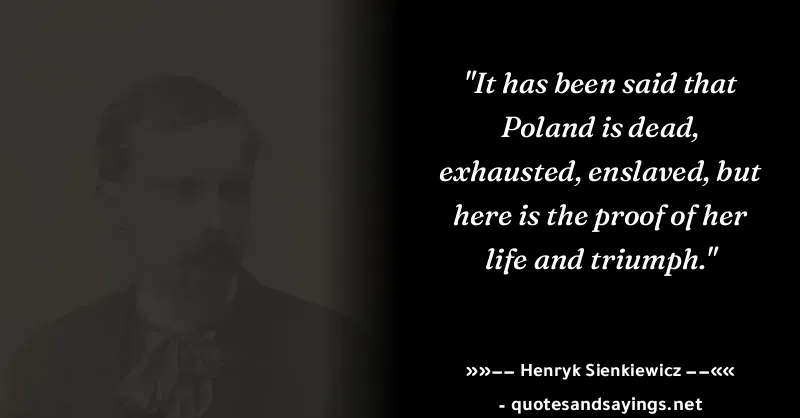 "It has been said that
Poland is dead,
exhausted, enslaved, but
here is the proof of her
life and triumph."
»»–– Henryk Sienkiewicz ––««
- quotesandsayings.net